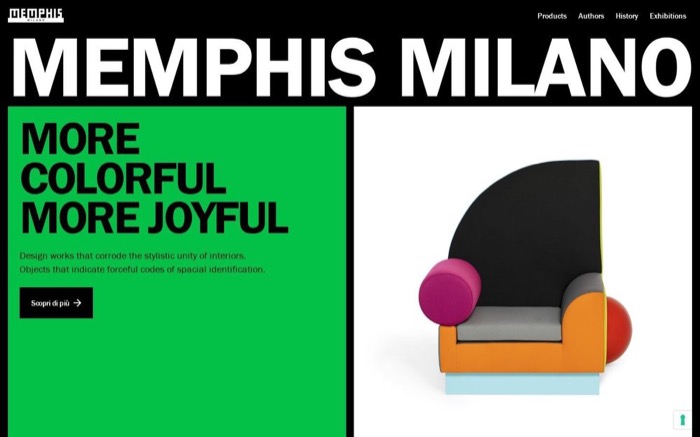 MEMPHIS
MILANO
Products
Authors
History
Exhibitions
MEMPHIS MILANO
MORE
COLORFUL
MORE JOYFUL
Design works that corrode the stylistic unity of interiors.
Objects that indicate forceful codes of spacial identification.
Scopri di più